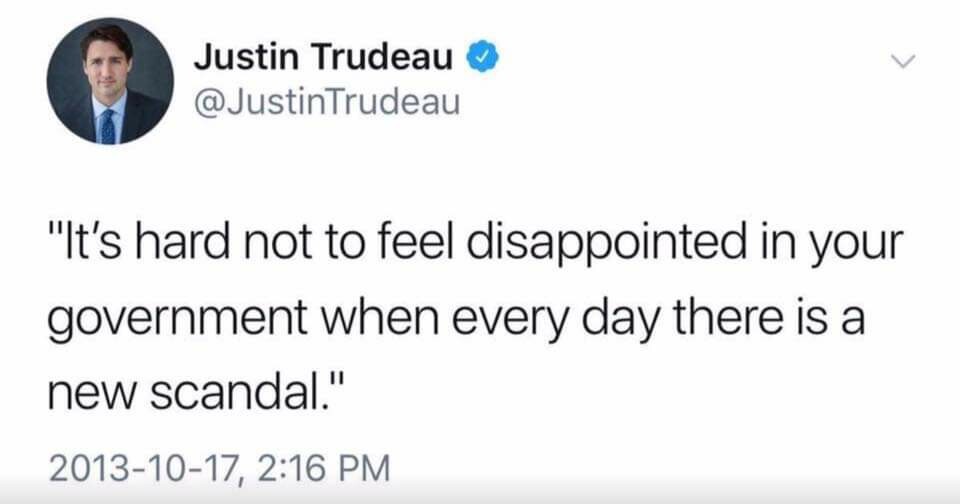 Justin Trudeau
@JustinTrudeau
"It's hard not to feel disappointed in your
government when every day there is a
new scandal."
2013-10-17, 2:16 PM